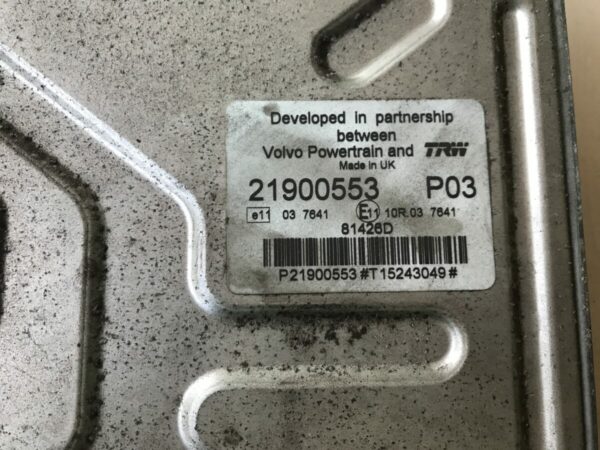 Developed in partnership
between
Volvo Powertrain and TRW
Made in UK
21900553 P03
e11 03 7641 E11 10R.03 7641
81426D
P21900553#T15243049#